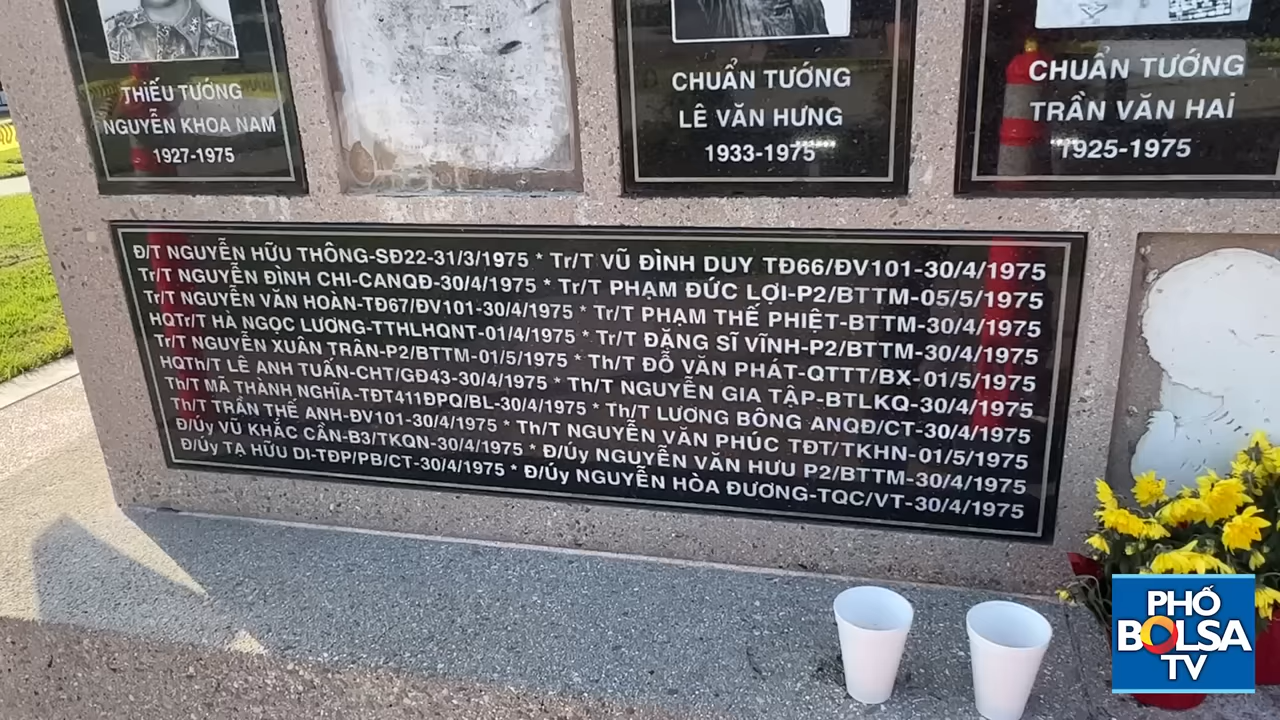 THIẾU TƯỚNG
NGUYỄN KHOA NAM
1927-1975
CHUẨN TƯỚNG
LÊ VĂN HƯNG
1933-1975
CHUẨN TƯỚNG
TRẦN VĂN HAI
1925-1975
Đ/T NGUYỄN HỮU THÔNG-SĐ22-31/3/1975 * Tr/T VŨ ĐÌNH DUY TĐ66/ĐV101-30/4/1975
Tr/T NGUYỄN ĐÌNH CHI-CANQĐ-30/4/1975 * Tr/T PHẠM ĐỨC LỢI-P2/BTTM-05/5/1975
Tr/T NGUYỄN VĂN HOÀN-TĐ67/ĐV101-30/4/1975 * Tr/T PHẠM THẾ PHIỆT-BTTM-30/4/1975
HQTr/T HÀ NGỌC LƯƠNG-TTHLHQNT-01/4/1975 * Tr/T ĐẶNG SĨ VĨNH-P2/BTTM-30/4/1975
Tr/T NGUYỄN XUÂN TRÂN-P2/BTTM-01/5/1975 * Th/T ĐỖ VĂN PHÁT-QTTT/BX-01/5/1975
HQTh/T LÊ ANH TUẤN-CHT/GĐ43-30/4/1975 * Th/T NGUYỄN GIA TẬP-BTLKQ-30/4/1975
Th/T MÃ THÀNH NGHĨA-TĐT411ĐPQ/BL-30/4/1975 * Th/T LƯƠNG BÔNG ANQĐ/CT-30/4/1975
Th/T TRẦN THẾ ANH-ĐV101-30/4/1975 * Th/T NGUYỄN VĂN PHÚC TĐT/TKHN-01/5/1975
Đ/Úy VŨ KHẮC CẨN-B3/TKQN-30/4/1975 * Đ/Úy NGUYỄN VĂN HƯU P2/BTTM-30/4/1975
Đ/Úy TẠ HỮU DI-TĐP/PB/CT-30/4/1975 * Đ/Úy NGUYỄN HÒA ĐƯƠNG-TQC/VT-30/4/1975
PHỐ
BOLSA
TV